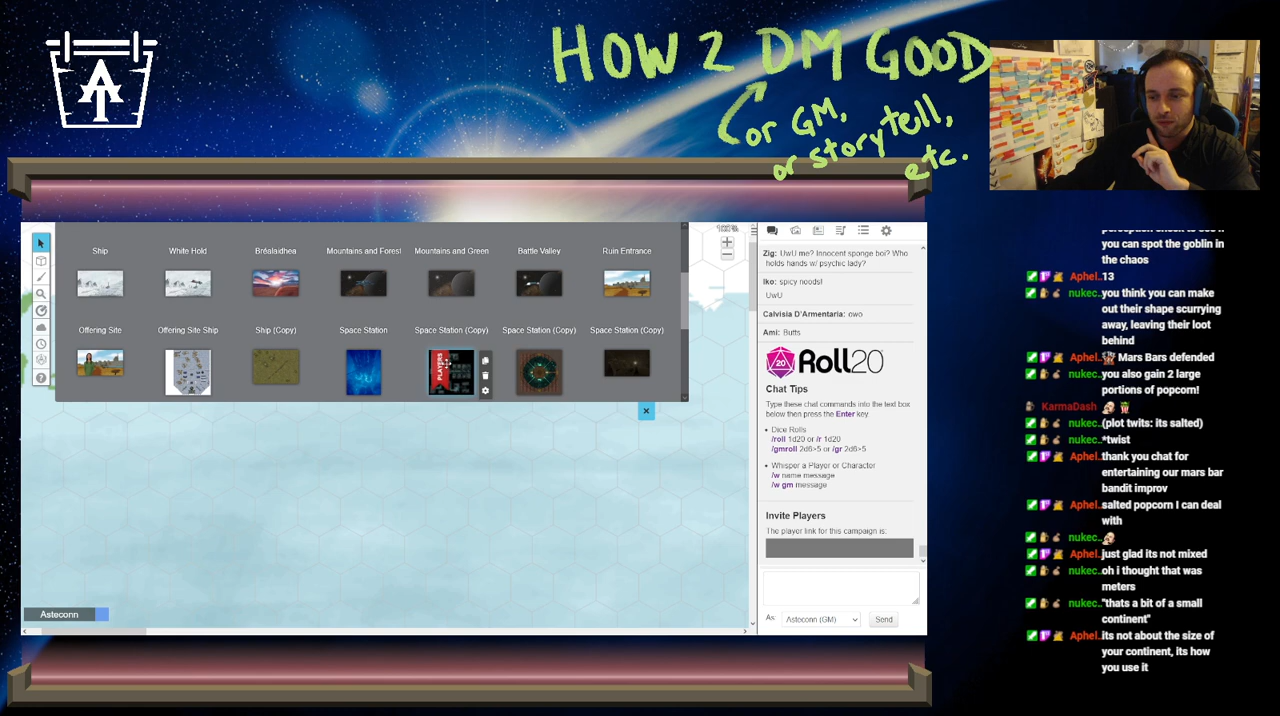 HOW 2 DM GOOD
or GM,
or storytell,
etc.
AT
Ship
White Hold
Bréalaidhea
Mountains and Forest
Mountains and Green
Battle Valley
Ruin Entrance
Offering Site
Offering Site Ship
Ship (Copy)
Space Station
Space Station (Copy)
Space Station (Copy)
Space Station (Copy)
PLAYERS
100%
Asteconn
Zig: UwU me? Innocent sponge boi? Who
holds hands w/ psychic lady?
Iko: spicy noods!
UwU
Calvisia D'Armentaria: owo
Ami: Butts
20
Roll20
Chat Tips
Type these chat commands into the text box
below then press the Enter key.
Dice Rolls
/roll 1d20 or /r 1d20
/gmroll 2d6>5 or /gr 2d6>5
Whisper a Player or Character
/w name message
/w gm message
Invite Players
The player link for this campaign is:
As: Asteconn (GM) Send
you can spot the goblin in
the chaos
Aphel..13
nukec..you think you can make
out their shape scurrying
away, leaving their loot
behind
Aphel.. Mars Bars defended
nukec..you also gain 2 large
portions of popcorn!
KarmaDash
nukec..(plot twits: its salted)
nukec..*twist
Aphel..thank you chat for
entertaining our mars bar
bandit improv
Aphel..salted popcorn I can deal
with
nukec..
Aphel..just glad its not mixed
nukec..oh i thought that was
meters
nukec.."thats a bit of a small
continent"
Aphel..its not about the size of
your continent, its how
you use it